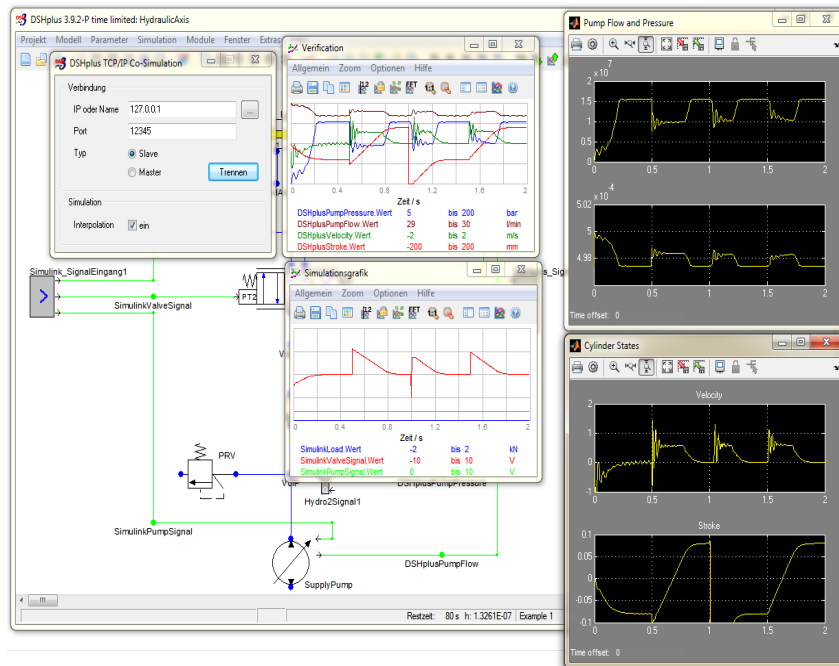 DSHplus 3.9.2-P time limited: HydraulicAxis
Projekt Modell Parameter Simulation Module Fenster Extras
DSHplus TCP/IP Co-Simulation
Verbindung
IP oder Name 127.0.0.1 ...
Port 12345
Typ Slave
Master Trennen
Simulation
Interpolation ein
Verification
Allgemein Zoom Optionen Hilfe
0 0.4 0.8 1.2 1.6 2
Zeit / s
DSHplusPumpPressure.Wert 5 bis 200 bar
DSHplusPumpFlow.Wert 29 bis 30 l/min
DSHplusVelocity.Wert -2 bis 2 m/s
DSHplusStroke.Wert -200 bis 200 mm
Simulationsgrafik
Allgemein Zoom Optionen Hilfe
0 0.4 0.8 1.2 1.6 2
Zeit / s
SimulinkLoad.Wert -2 bis 2 kN
SimulinkValveSignal.Wert -10 bis 10 V
SimulinkPumpSignal.Wert 0 bis 10 V
Simulink_SignalEingang1
SimulinkValveSignal
PT2
PRV
Hydro2Signal1
DSHplusPumpPressure
SimulinkPumpSignal
DSHplusPumpFlow
SupplyPump
Restzeit: 80 s h: 1.3261E-07 Example 1
Pump Flow and Pressure
x 10^7
2
1.5
1
0.5
0
0 0.5 1 1.5 2
x 10^-4
5.02
5
4.98
0 0.5 1 1.5 2
Time offset: 0
Cylinder States
Velocity
2
1
0
-1
0 0.5 1 1.5 2
Stroke
0.1
0.05
0
-0.05
-0.1
0 0.5 1 1.5 2
Time offset: 0